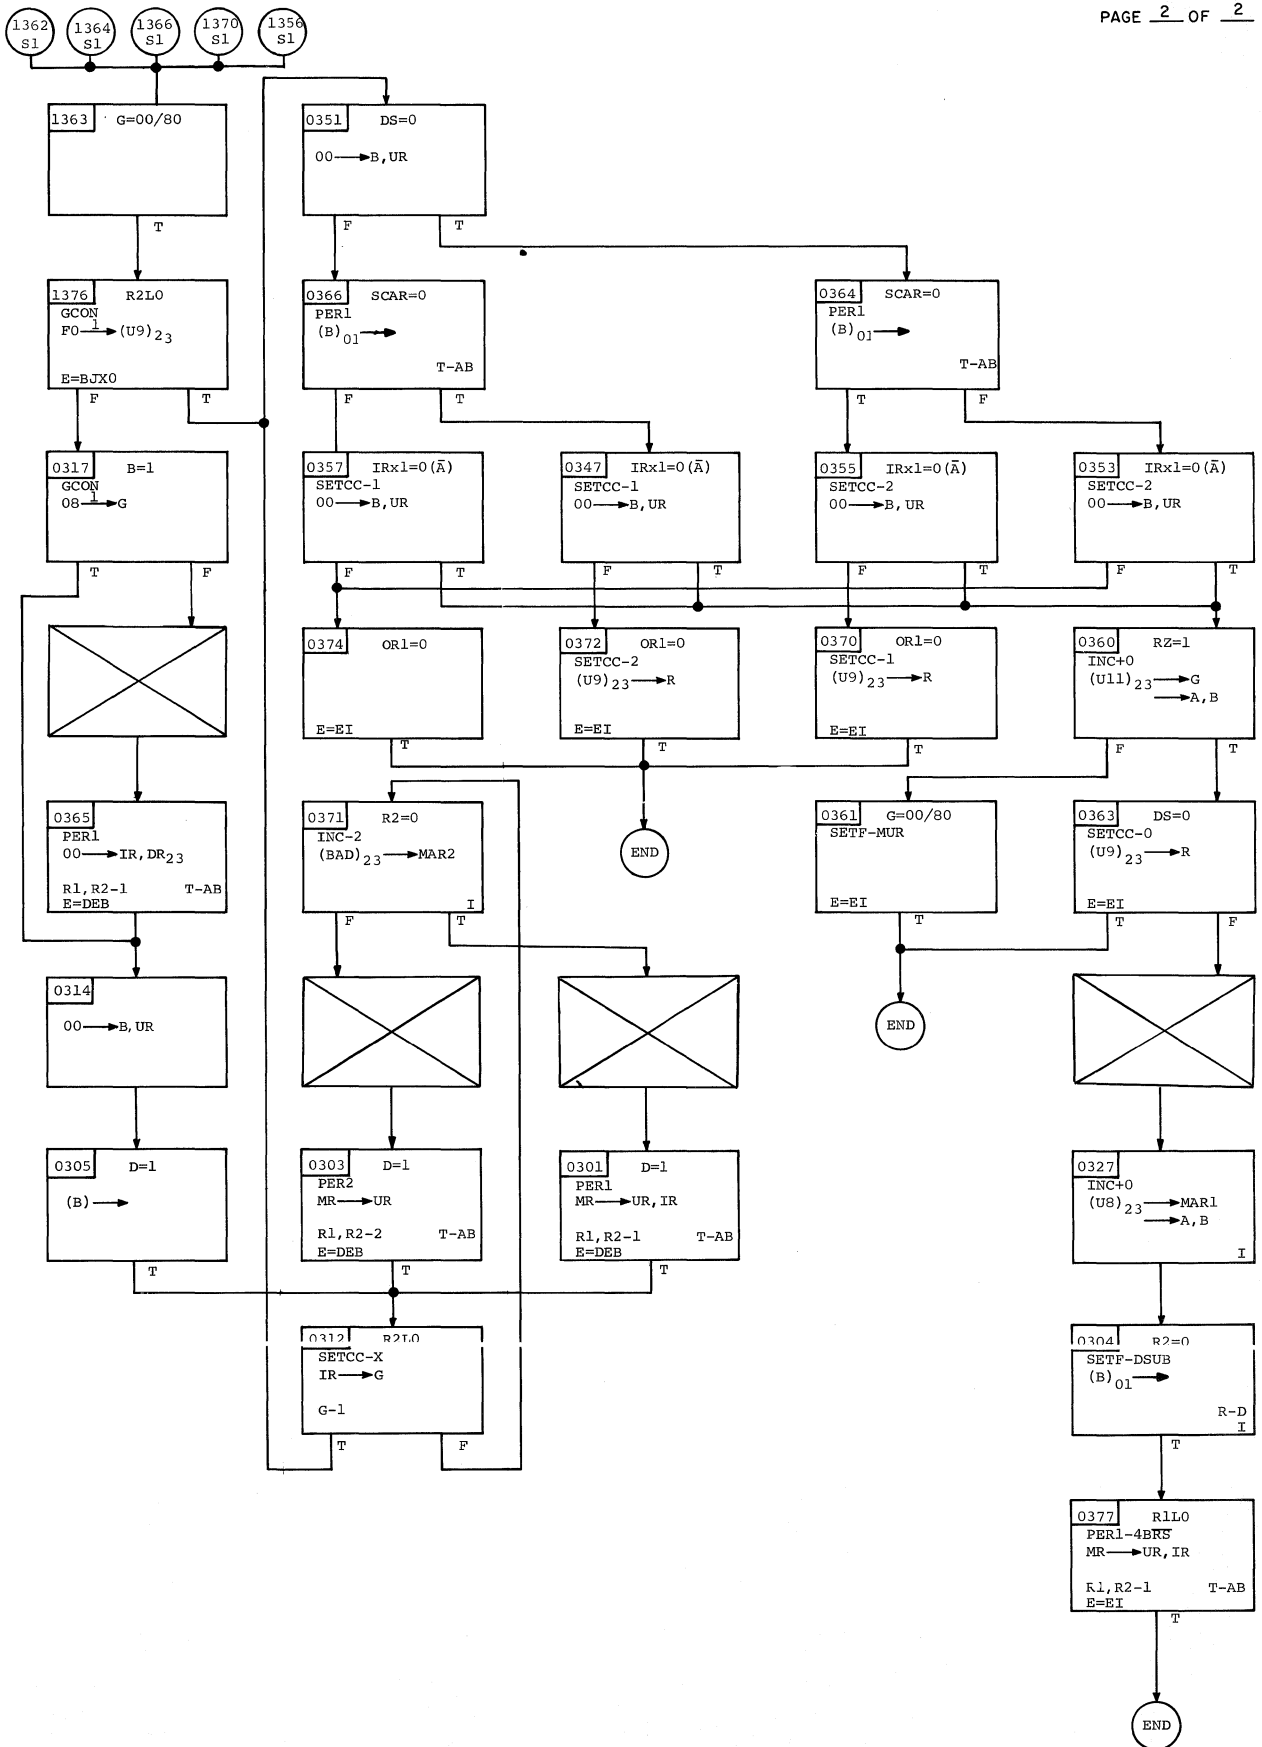 PAGE 2 OF 2
1362 S1
1364 S1
1366 S1
1370 S1
1356 S1
1363 G=00/80
T
0351 DS=0
00→B,UR
F T
1376 R2L0
GCON
F0 1→(U9)23
E=BJX0
F T
0366 SCAR=0
PER1
(B)01→
T-AB
F T
0364 SCAR=0
PER1
(B)01→
T-AB
T F
0317 B=1
GCON
08 1→G
T F
0357 IRx1=0(Ā)
SETCC-1
00→B,UR
F T
0347 IRx1=0(Ā)
SETCC-1
00→B,UR
F T
0355 IRx1=0(Ā)
SETCC-2
00→B,UR
F T
0353 IRx1=0(Ā)
SETCC-2
00→B,UR
F T
0374 OR1=0
E=EI
T
0372 OR1=0
SETCC-2
(U9)23→R
E=EI
T
0370 OR1=0
SETCC-1
(U9)23→R
E=EI
T
0360 RZ=1
INC+0
(U11)23→G
→A,B
F T
0365 PER1
00→IR,DR23
R1,R2-1 T-AB
E=DEB
0371 R2=0
INC-2
(BAD)23→MAR2
I
F T
END
0361 G=00/80
SETF-MUR
E=EI
T
0363 DS=0
SETCC-0
(U9)23→R
E=EI
T F
END
0314
00→B,UR
0305 D=1
(B)→
T
0303 D=1
PER2
MR→UR
R1,R2-2 T-AB
E=DEB
T
0301 D=1
PER1
MR→UR,IR
R1,R2-1 T-AB
E=DEB
T
0327
INC+0
(U8)23→MAR1
→A,B
I
0312 R2L0
SETCC-X
IR→G
G-1
T F
0304 R2=0
SETF-DSUB
(B)01→
R-D
I
T
0377 R1L0
PER1-4BR̅S̅
MR→UR,IR
R1,R2-1 T-AB
E=EI
T
END